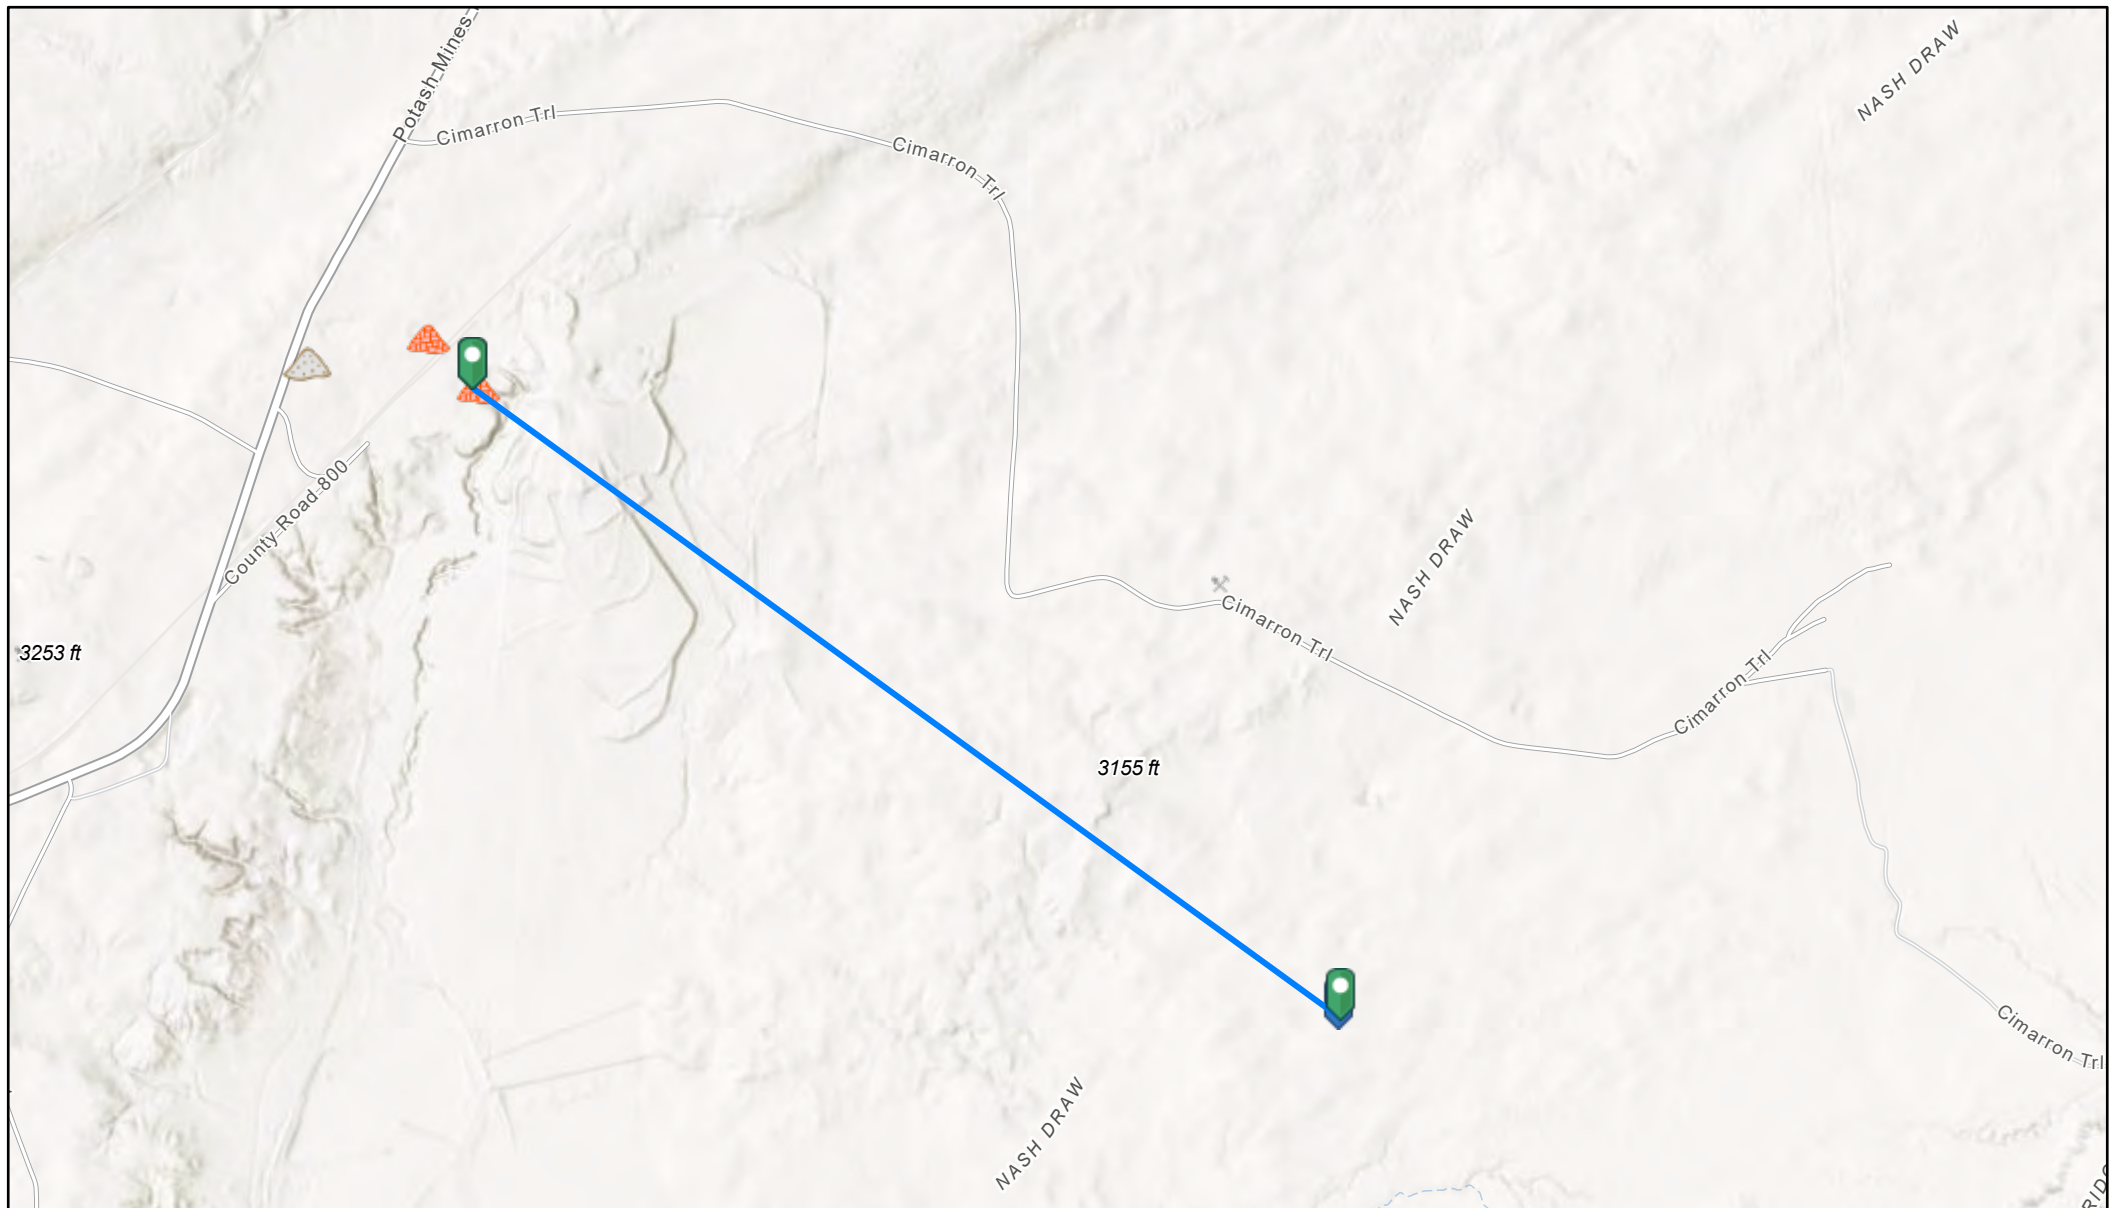 Potash Mines
NASH DRAW
Cimarron Trl
Cimarron Trl
County Road 800
NASH DRAW
Cimarron Trl
3253 ft
Cimarron Trl
3155 ft
Cimarron Trl
NASH DRAW